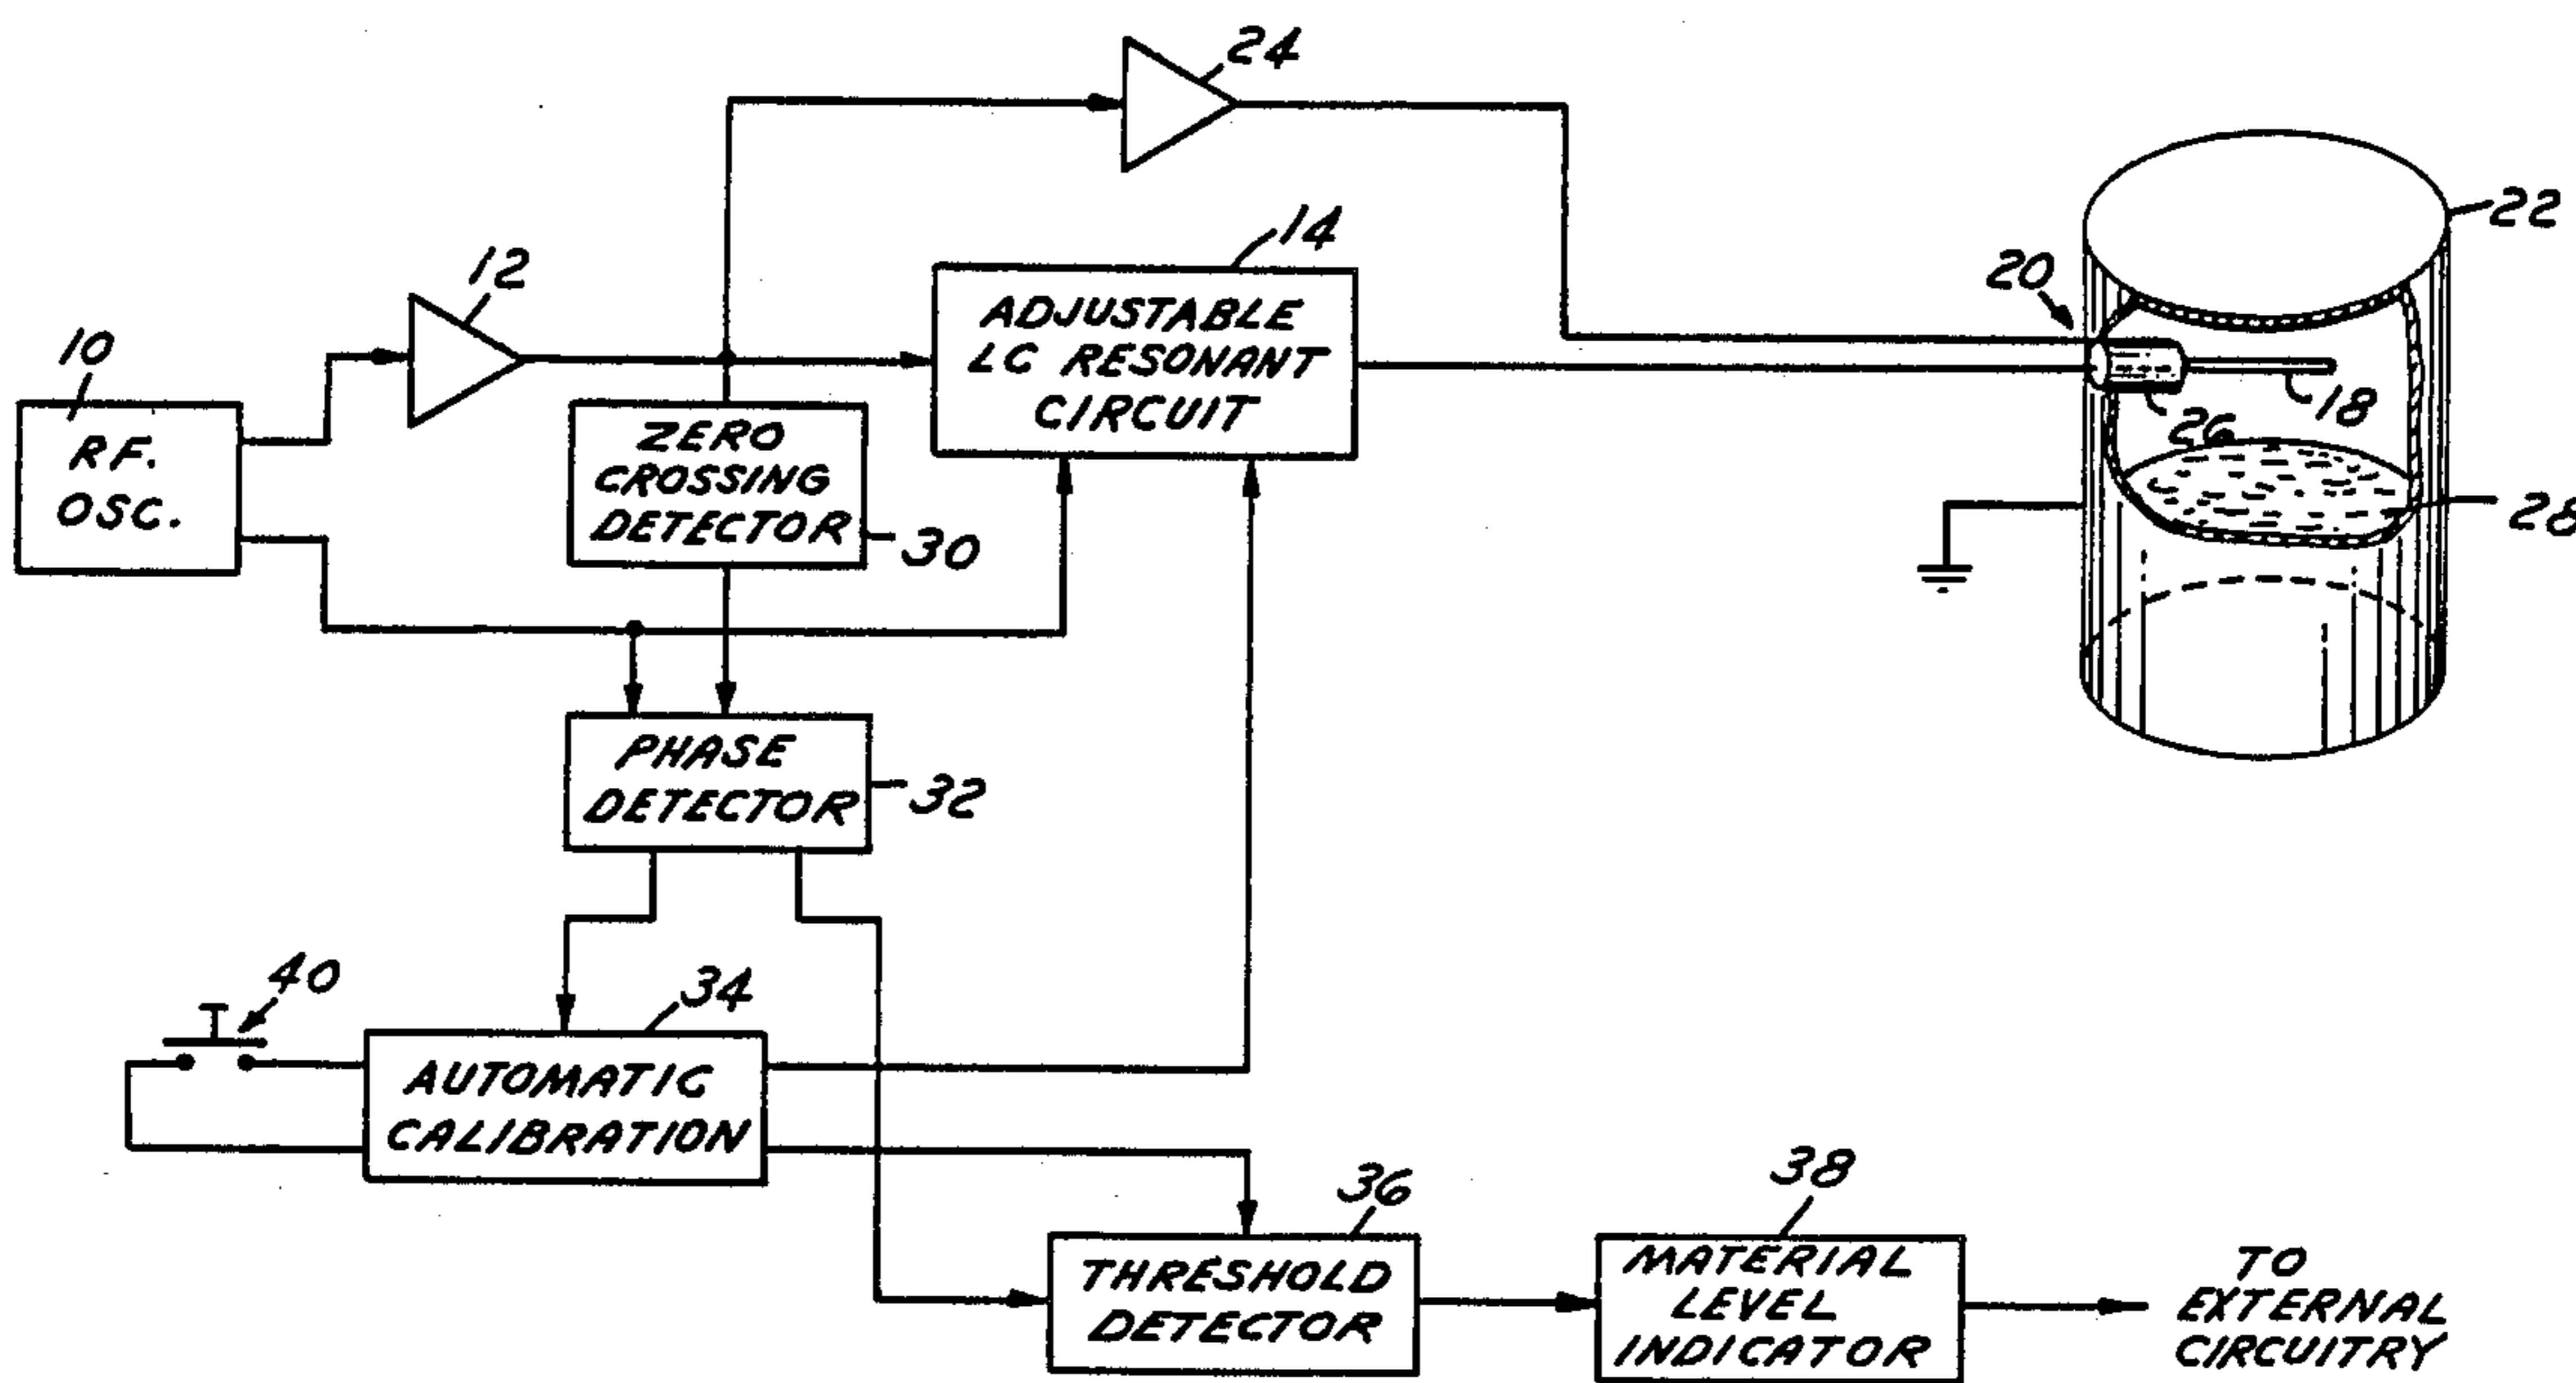 24
22
14
20
12
ADJUSTABLE
LC RESONANT
CIRCUIT
10
RF.
OSC.
18
26
ZERO
CROSSING
DETECTOR
30
28
PHASE
DETECTOR
32
40
34
AUTOMATIC
CALIBRATION
36
38
THRESHOLD
DETECTOR
MATERIAL
LEVEL
INDICATOR
TO
EXTERNAL
CIRCUITRY